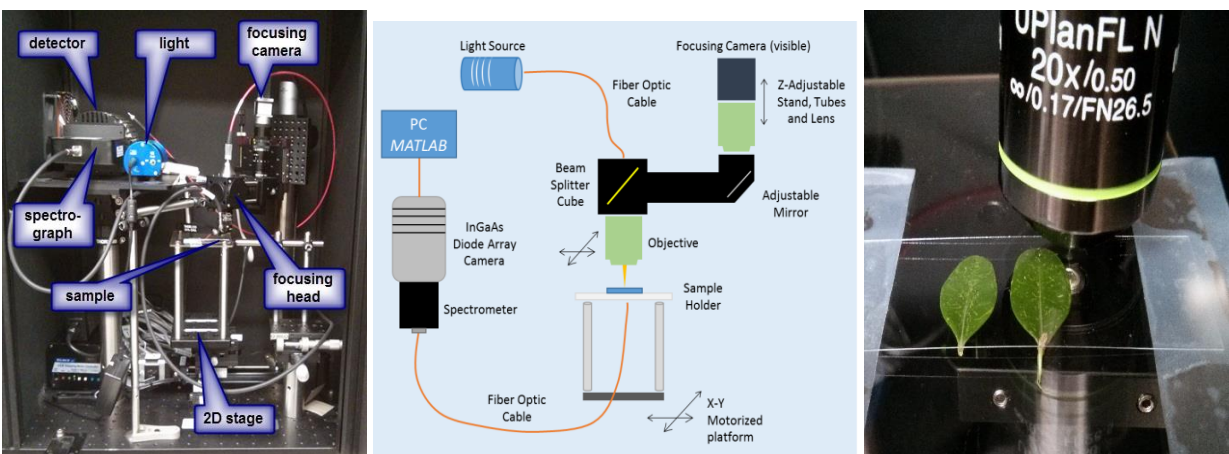 detector
light
focusing
camera
spectro-
graph
sample
focusing
head
2D stage
Light Source
Focusing Camera (visible)
Fiber Optic
Cable
Z-Adjustable
Stand, Tubes
and Lens
PC
MATLAB
Beam
Splitter
Cube
Adjustable
Mirror
InGaAs
Diode Array
Camera
Objective
Spectrometer
Sample
Holder
Fiber Optic
Cable
X-Y
Motorized
platform
UPlanFL N
20x/0.50
∞/0.17/FN26.5